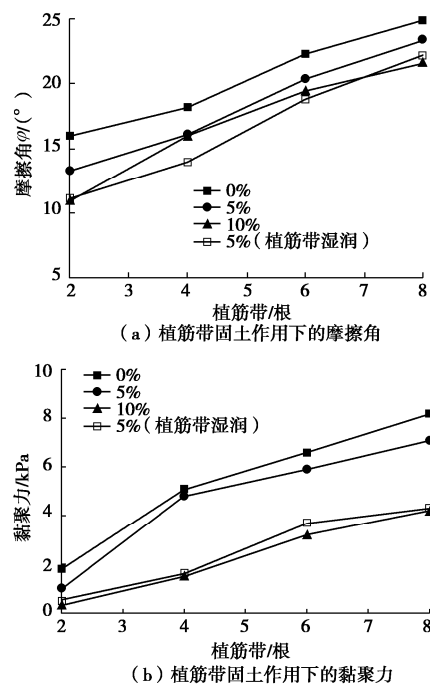 25
20
15
10
5
摩擦角φ/(°)
0%
5%
10%
5%(植筋带湿润)
2 3 4 5 6 7 8
植筋带/根
(a)植筋带固土作用下的摩擦角
10
8
6
4
2
0
黏聚力/kPa
0%
5%
10%
5%(植筋带湿润)
2 3 4 5 6 7 8
植筋带/根
(b)植筋带固土作用下的黏聚力